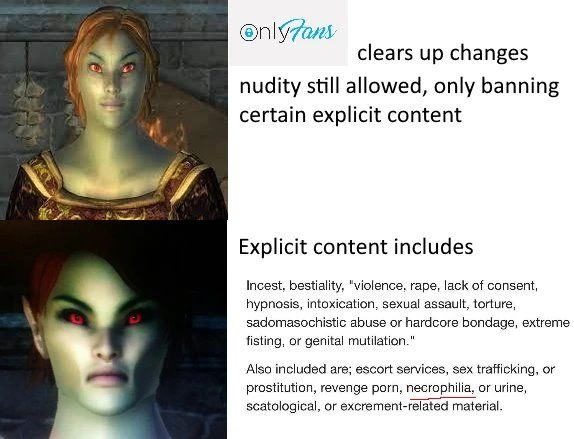 OnlyFans
clears up changes
nudity still allowed, only banning
certain explicit content
Explicit content includes
Incest, bestiality, "violence, rape, lack of consent,
hypnosis, intoxication, sexual assault, torture,
sadomasochistic abuse or hardcore bondage, extreme
fisting, or genital mutilation."
Also included are; escort services, sex trafficking, or
prostitution, revenge porn, necrophilia, or urine,
scatological, or excrement-related material.